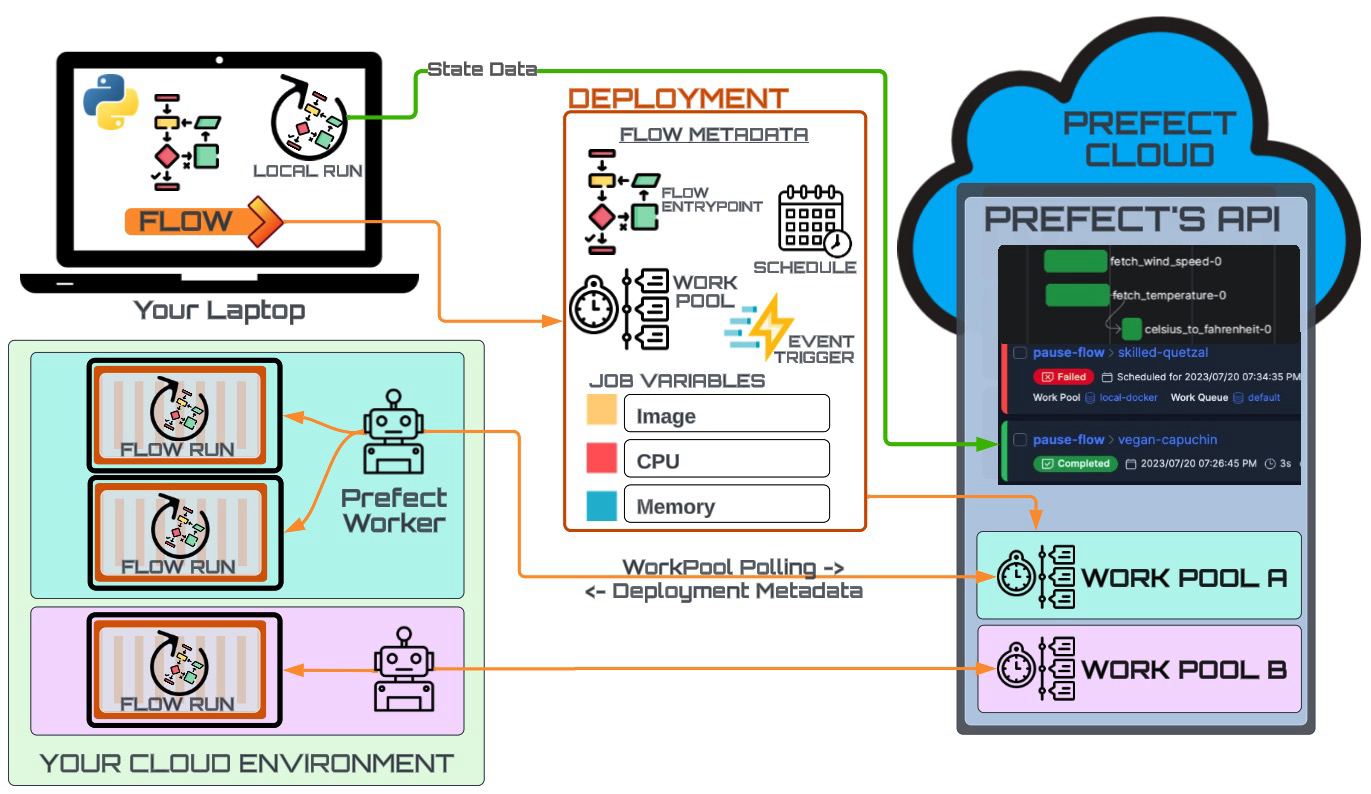 State Data
LOCAL RUN
FLOW
Your Laptop
DEPLOYMENT
FLOW METADATA
FLOW
ENTRYPOINT
SCHEDULE
WORK
POOL
EVENT
TRIGGER
JOB VARIABLES
Image
CPU
Memory
PREFECT
CLOUD
PREFECT'S API
fetch_wind_speed-0
fetch_temperature-0
celsius_to_fahrenheit-0
pause-flow > skilled-quetzal
Failed Scheduled for 2023/07/20 07:34:35 PM
Work Pool local-docker Work Queue default
pause-flow > vegan-capuchin
Completed 2023/07/20 07:26:45 PM 3s
WORK POOL A
WORK POOL B
WorkPool Polling ->
<- Deployment Metadata
FLOW RUN
FLOW RUN
Prefect
Worker
FLOW RUN
YOUR CLOUD ENVIRONMENT